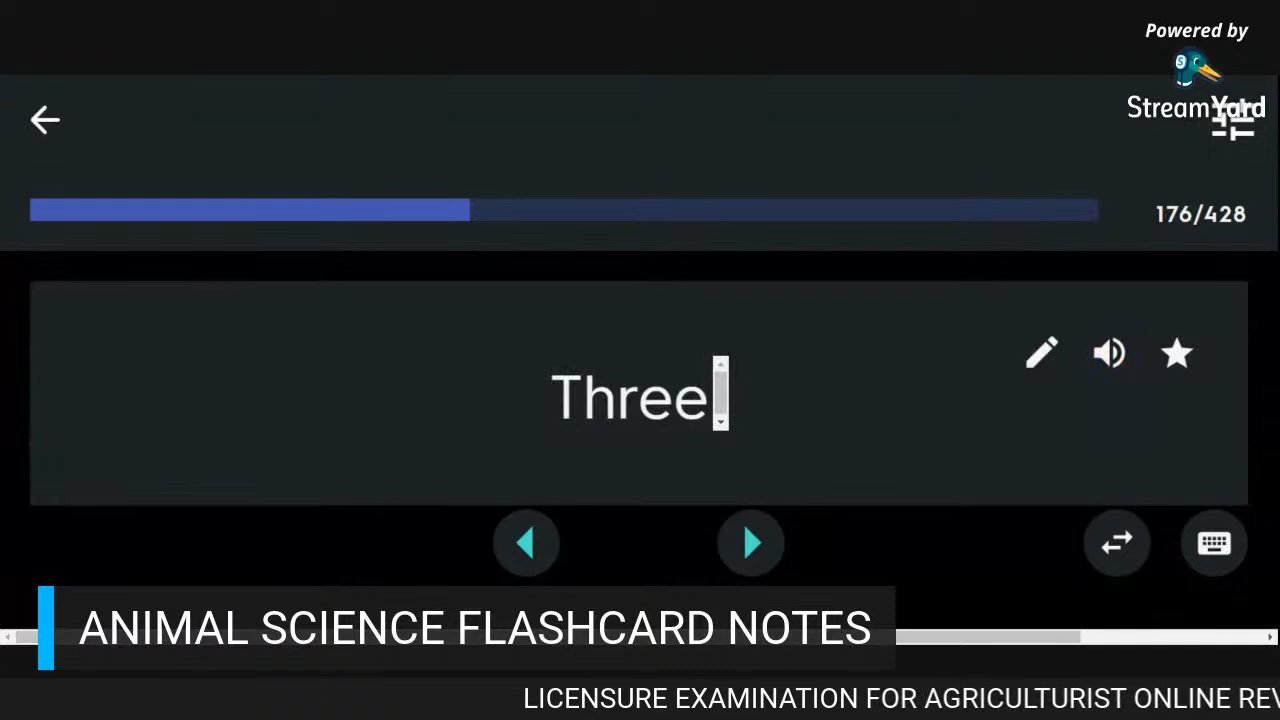 Powered by
StreamYard
176/428
Three
ANIMAL SCIENCE FLASHCARD NOTES
LICENSURE EXAMINATION FOR AGRICULTURIST ONLINE REV